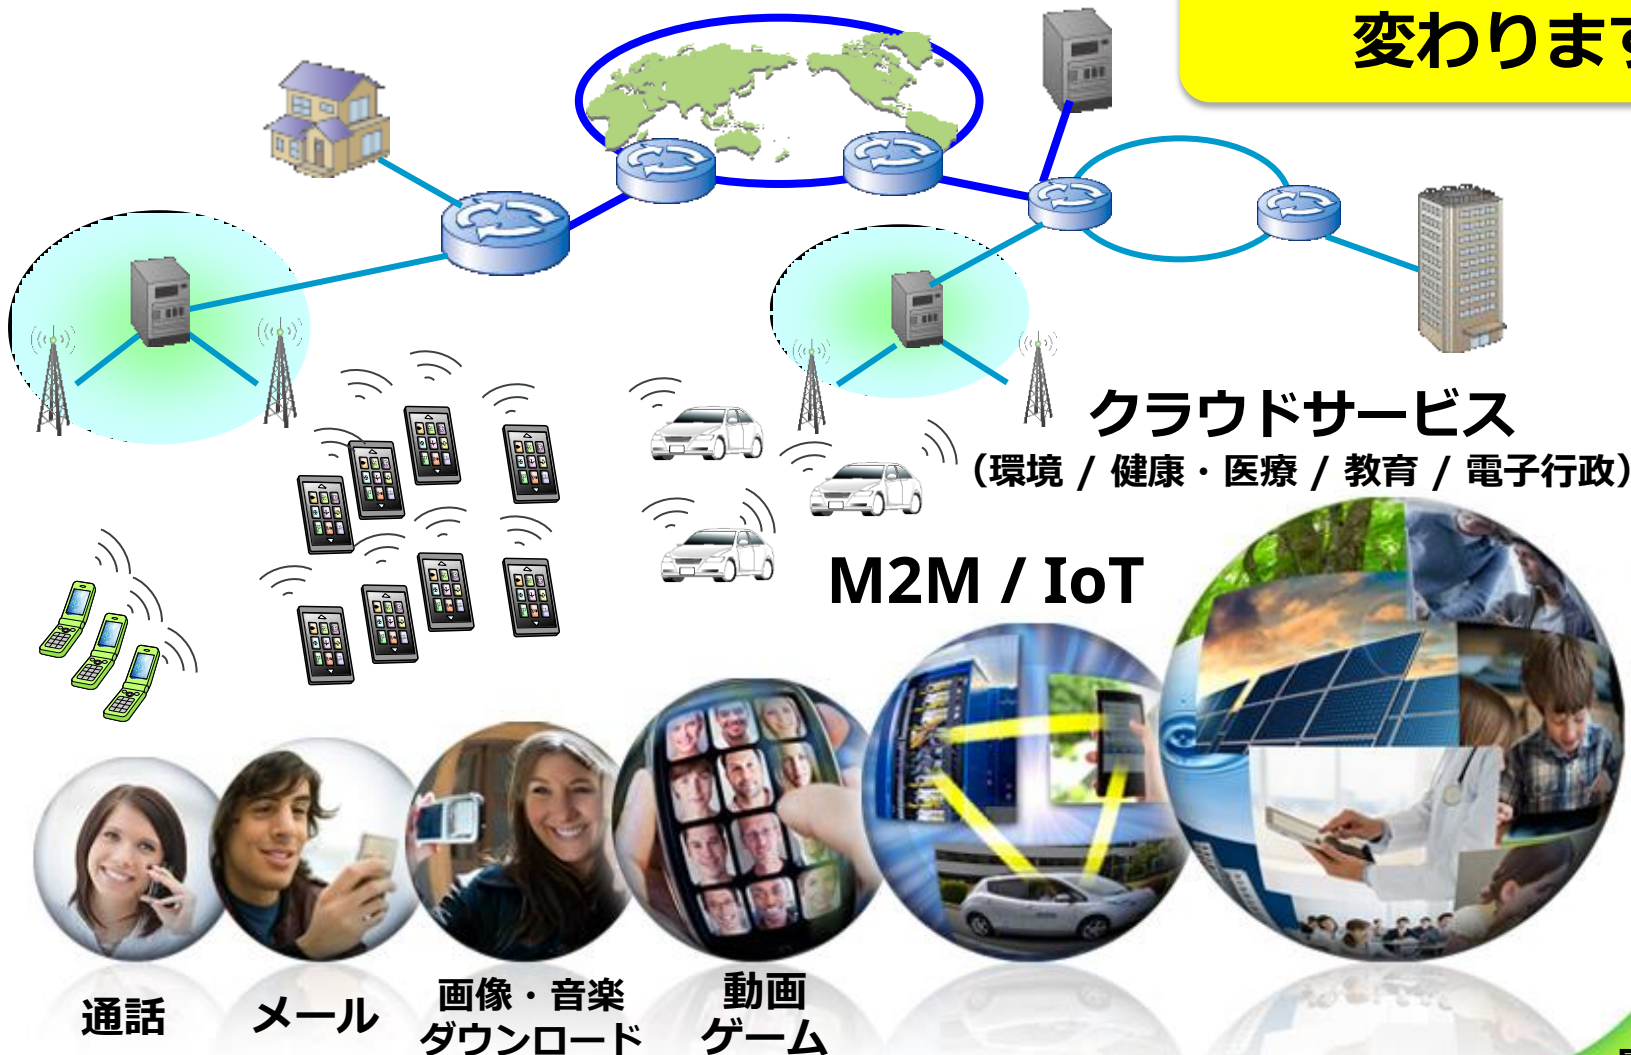 変わります
クラウドサービス
（環境 / 健康・医療 / 教育 / 電子行政）
M2M / IoT
通話
メール
画像・音楽
ダウンロード
動画
ゲーム